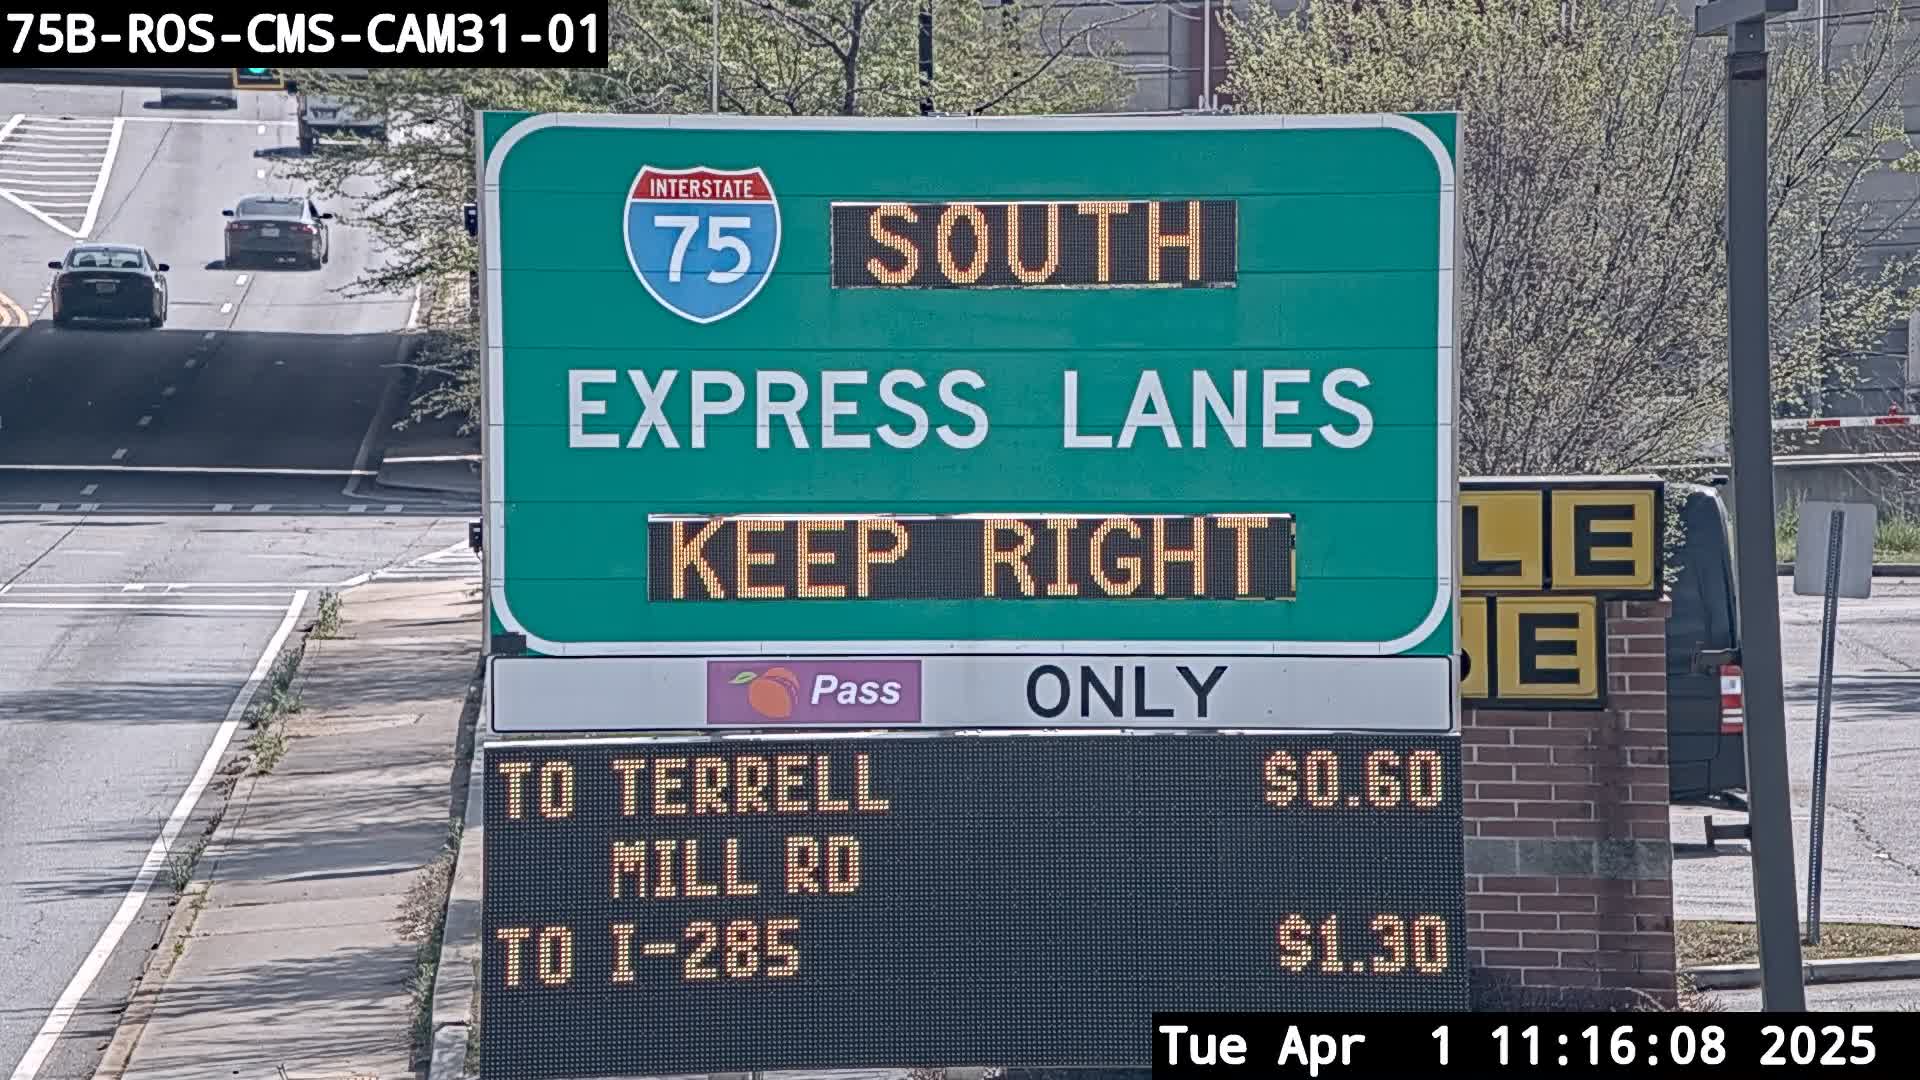 75B-ROS-CMS-CAM31-01
INTERSTATE
75
SOUTH
EXPRESS LANES
KEEP RIGHT
Pass ONLY
TO TERRELL $0.60
MILL RD
TO I-285 $1.30
LE
E
Tue Apr 1 11:16:08 2025